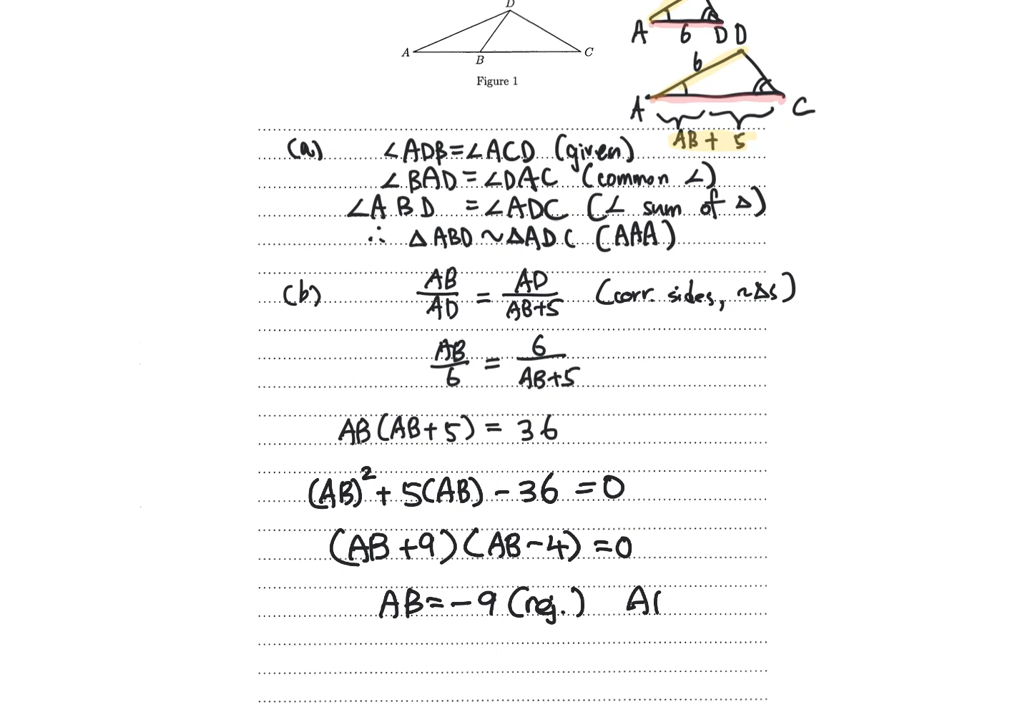 D
A B C
Figure 1
A 6 D D
6
A C
AB + 5
(a) ∠ADB = ∠ACD (given)
∠BAD = ∠DAC (common ∠)
∠ABD = ∠ADC (∠ sum of △)
∴ △ABD ~ △ADC (AAA)
(b) AB/AD = AD/AB+5 (corr. sides, ~△s)
AB/6 = 6/AB+5
AB(AB+5) = 36
(AB)² + 5(AB) - 36 = 0
(AB+9)(AB-4) = 0
AB = -9 (rej.)